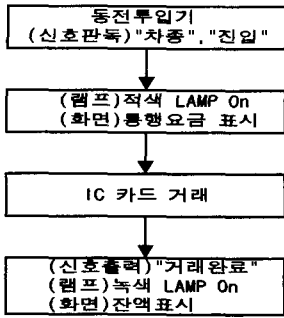 동전투입기
(신호판독)"차종","진입"
(램프)적색 LAMP On
(화면)통행요금 표시
IC 카드 거래
(신호출력)"거래완료"
(램프)녹색 LAMP On
(화면)잔액표시